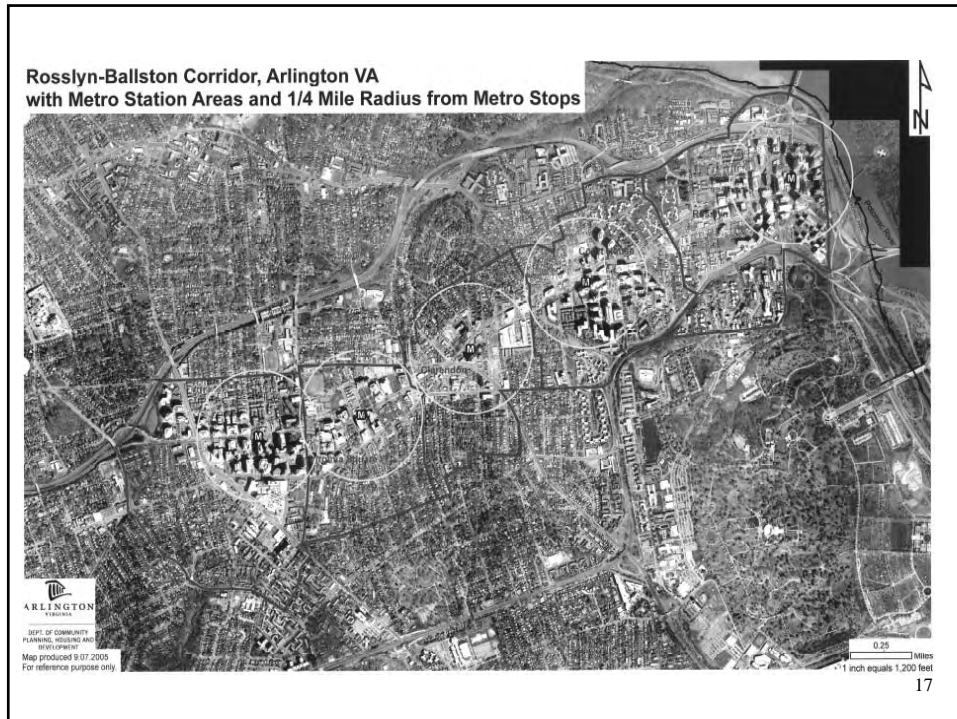 Rosslyn-Ballston Corridor, Arlington VA
with Metro Station Areas and 1/4 Mile Radius from Metro Stops
N
M
Potomac River
M
M
Clarendon
M
M
ARLINGTON
VIRGINIA
DEPT. OF COMMUNITY
PLANNING, HOUSING AND
DEVELOPMENT
Map produced 9.07.2005
For reference purpose only.
0.25
Miles
1 inch equals 1,200 feet
17